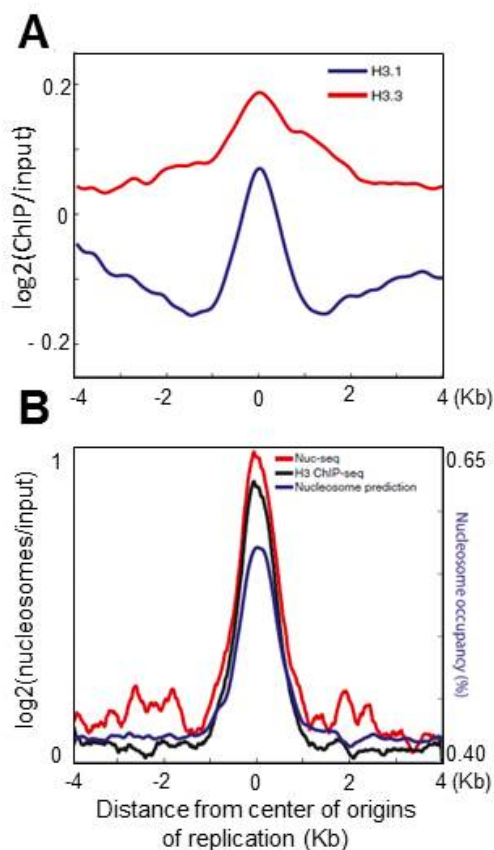 A
H3.1
H3.3
log2(ChIP/input)
0.2
0
- 0.2
-4 -2 0 2 4 (Kb)
B
Nuc-seq
H3 ChIP-seq
Nucleosome prediction
log2(nucleosomes/input)
1
0
0.65
0.40
Nucleosome occupancy (%)
-4 -2 0 2 4 (Kb)
Distance from center of origins
of replication (Kb)